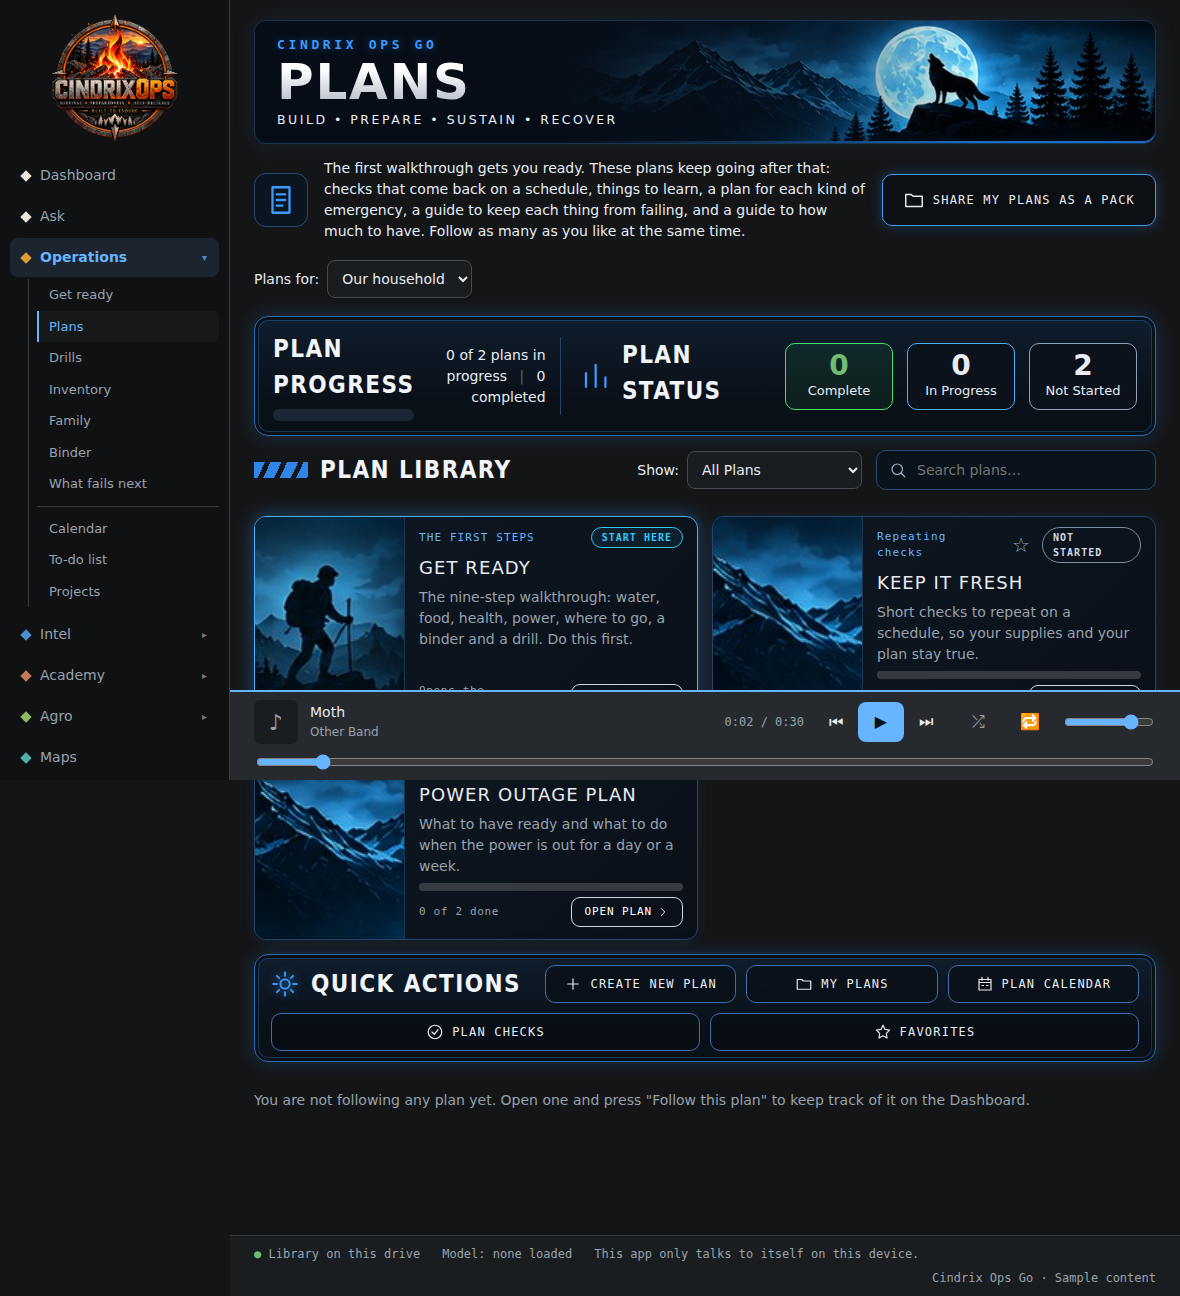 CINDRIXOPS
SURVIVAL • PREPAREDNESS • SELF-RELIANCE
BUILT TO ENDURE
Dashboard
Ask
Operations
Get ready
Plans
Drills
Inventory
Family
Binder
What fails next
Calendar
To-do list
Projects
Intel
Academy
Agro
Maps
CINDRIX OPS GO
PLANS
BUILD • PREPARE • SUSTAIN • RECOVER
The first walkthrough gets you ready. These plans keep going after that:
checks that come back on a schedule, things to learn, a plan for each kind of
emergency, a guide to keep each thing from failing, and a guide to how
much to have. Follow as many as you like at the same time.
SHARE MY PLANS AS A PACK
Plans for: Our household
PLAN
PROGRESS
0 of 2 plans in
progress | 0
completed
PLAN
STATUS
0
Complete
0
In Progress
2
Not Started
PLAN LIBRARY
Show: All Plans
Search plans...
THE FIRST STEPS
START HERE
GET READY
The nine-step walkthrough: water,
food, health, power, where to go, a
binder and a drill. Do this first.
Repeating
checks
NOT
STARTED
KEEP IT FRESH
Short checks to repeat on a
schedule, so your supplies and your
plan stay true.
Moth
Other Band
0:02 / 0:30
POWER OUTAGE PLAN
What to have ready and what to do
when the power is out for a day or a
week.
0 of 2 done
OPEN PLAN
QUICK ACTIONS
CREATE NEW PLAN
MY PLANS
PLAN CALENDAR
PLAN CHECKS
FAVORITES
You are not following any plan yet. Open one and press "Follow this plan" to keep track of it on the Dashboard.
Library on this drive Model: none loaded This app only talks to itself on this device.
Cindrix Ops Go · Sample content